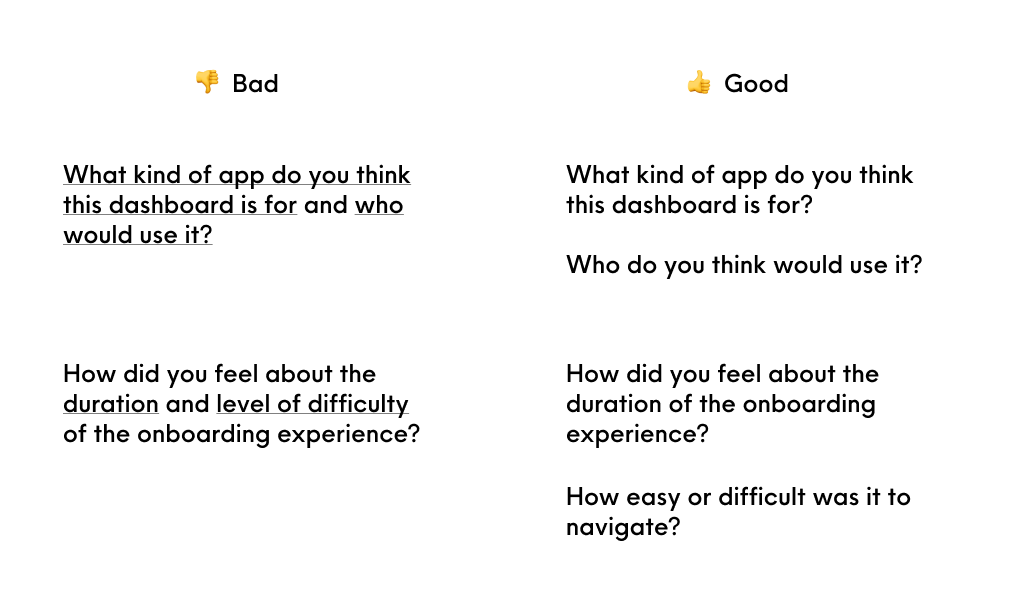 👎 Bad
What kind of app do you think
this dashboard is for and who
would use it?
How did you feel about the
duration and level of difficulty
of the onboarding experience?
👍 Good
What kind of app do you think
this dashboard is for?
Who do you think would use it?
How did you feel about the
duration of the onboarding
experience?
How easy or difficult was it to
navigate?